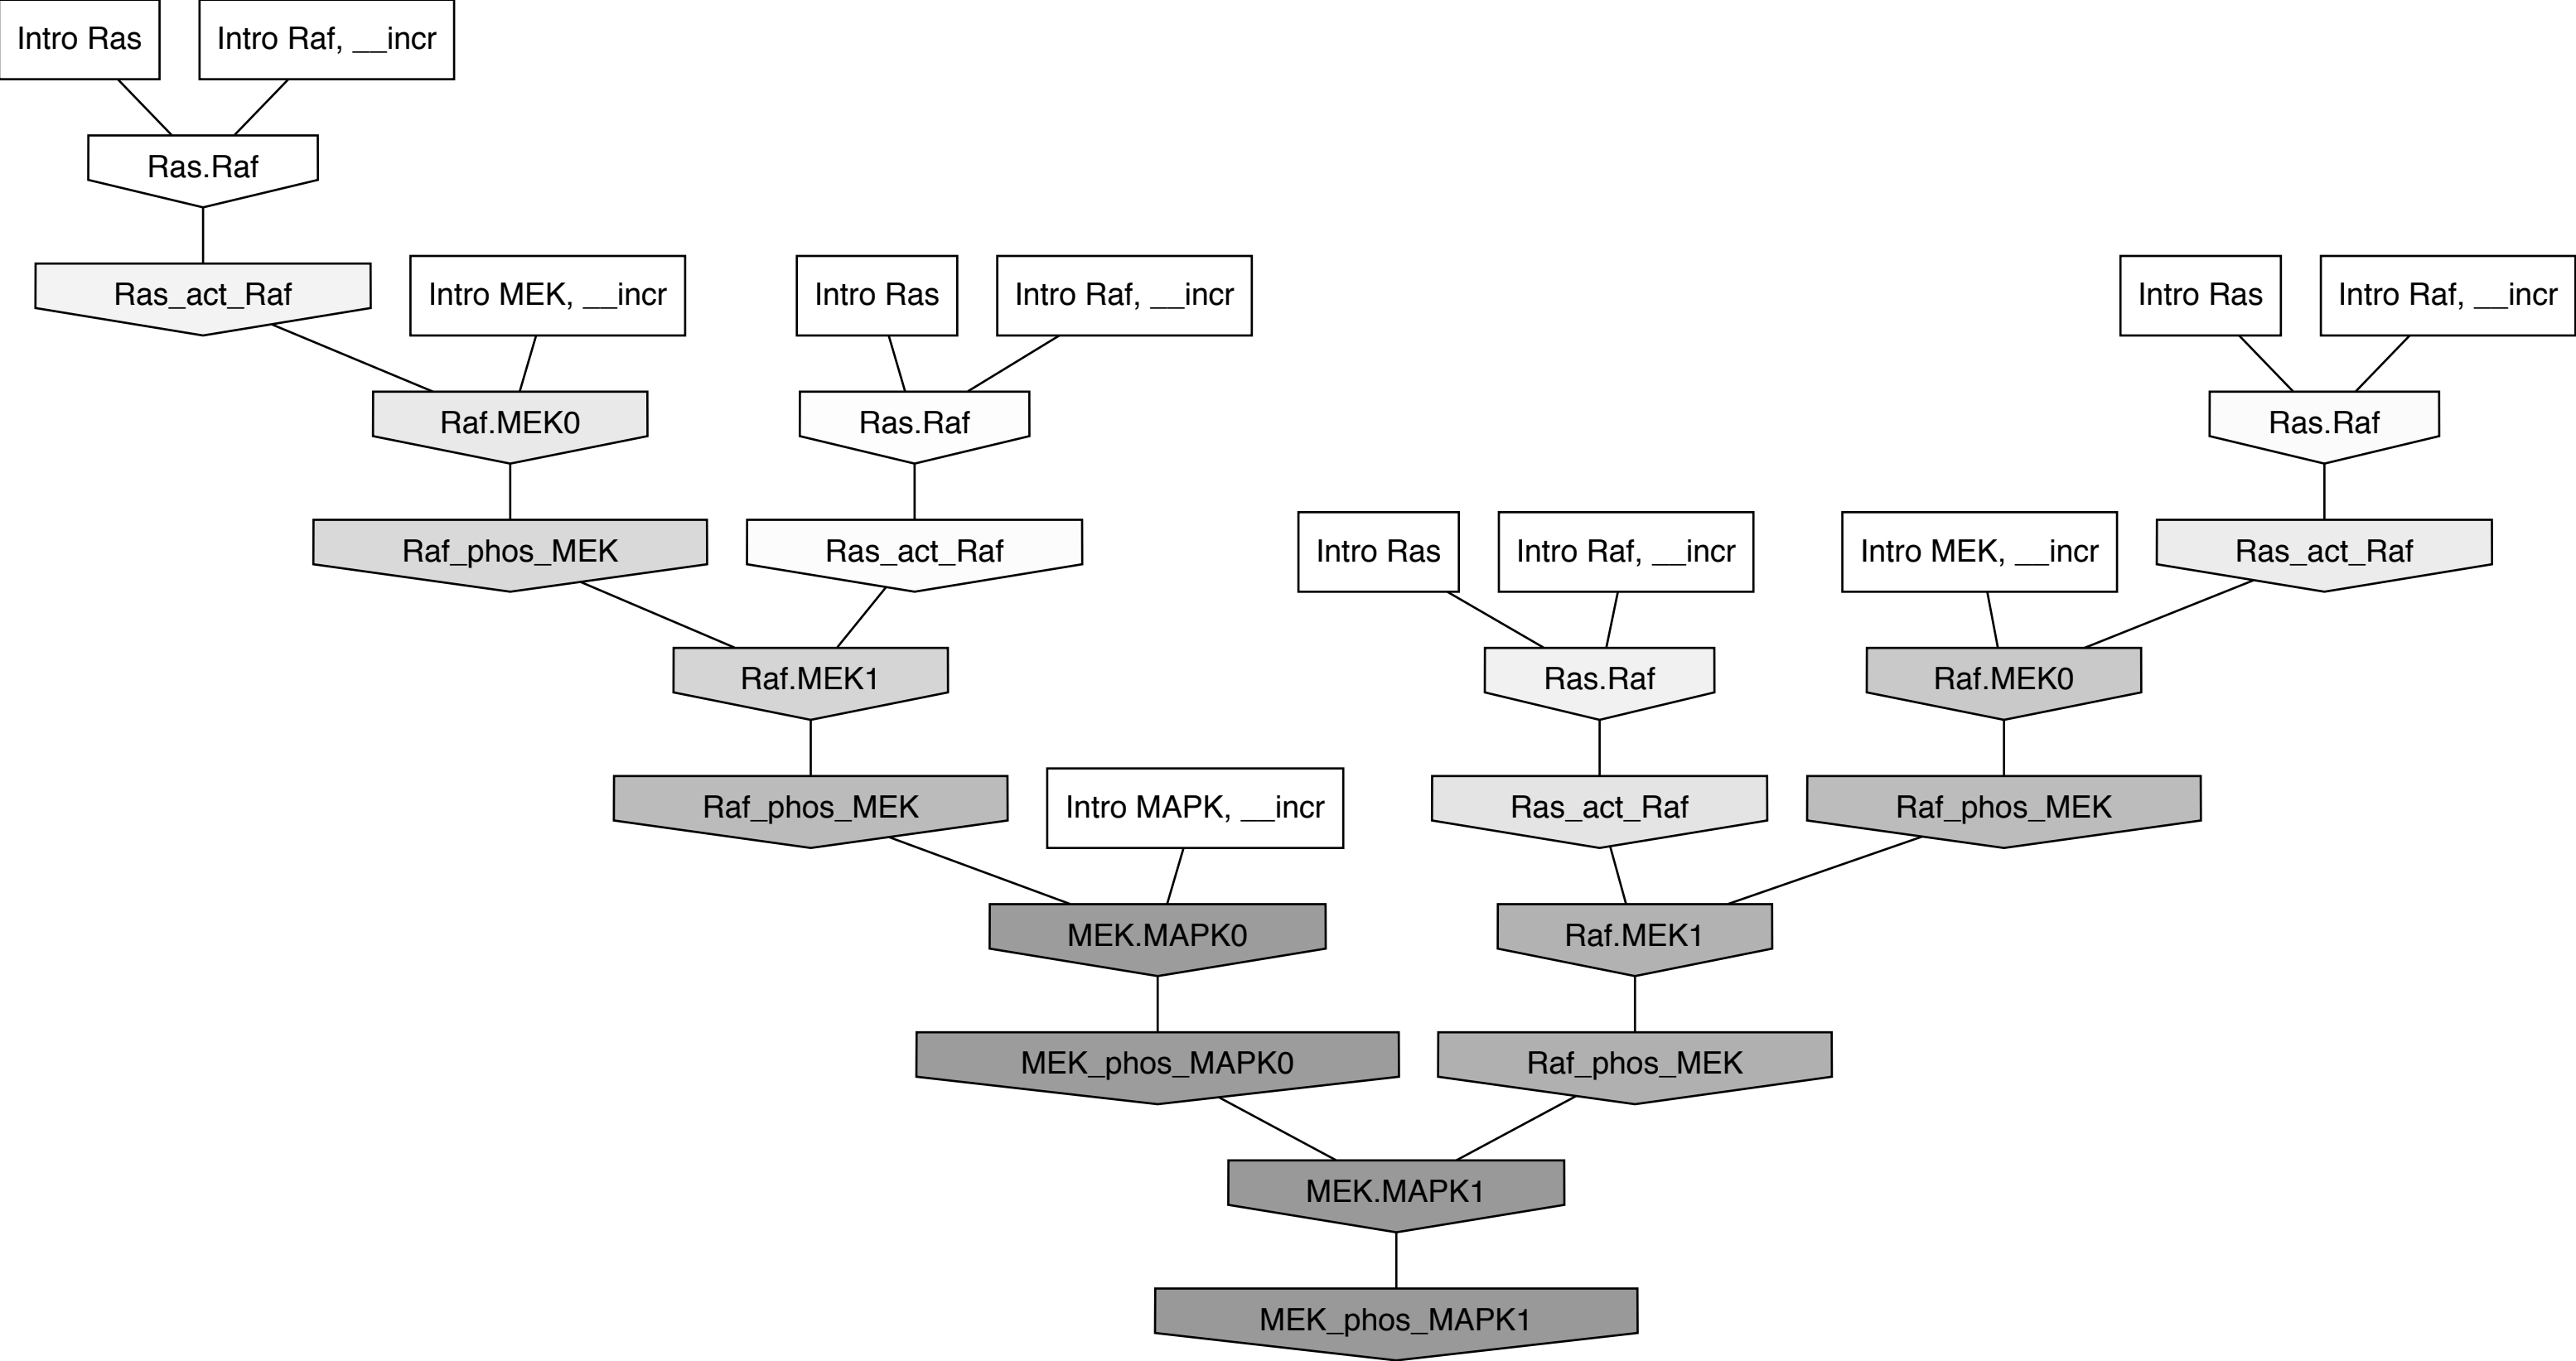 Intro Ras
Intro Raf, __incr
Ras.Raf
Ras_act_Raf
Intro MEK, __incr
Intro Ras
Intro Raf, __incr
Intro Ras
Intro Raf, __incr
Raf.MEK0
Ras.Raf
Ras.Raf
Raf_phos_MEK
Ras_act_Raf
Intro Ras
Intro Raf, __incr
Intro MEK, __incr
Ras_act_Raf
Raf.MEK1
Ras.Raf
Raf.MEK0
Raf_phos_MEK
Intro MAPK, __incr
Ras_act_Raf
Raf_phos_MEK
MEK.MAPK0
Raf.MEK1
MEK_phos_MAPK0
Raf_phos_MEK
MEK.MAPK1
MEK_phos_MAPK1